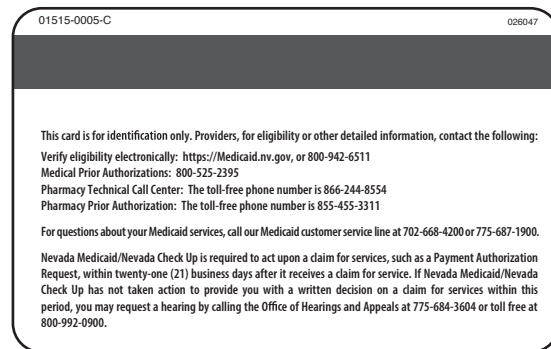 01515-0005-C 026047
This card is for identification only. Providers, for eligibility or other detailed information, contact the following:
Verify eligibility electronically: https://Medicaid.nv.gov, or 800-942-6511
Medical Prior Authorizations: 800-525-2395
Pharmacy Technical Call Center: The toll-free phone number is 866-244-8554
Pharmacy Prior Authorization: The toll-free phone number is 855-455-3311
For questions about your Medicaid services, call our Medicaid customer service line at 702-668-4200 or 775-687-1900.
Nevada Medicaid/Nevada Check Up is required to act upon a claim for services, such as a Payment Authorization
Request, within twenty-one (21) business days after it receives a claim for service. If Nevada Medicaid/Nevada
Check Up has not taken action to provide you with a written decision on a claim for services within this
period, you may request a hearing by calling the Office of Hearings and Appeals at 775-684-3604 or toll free at
800-992-0900.